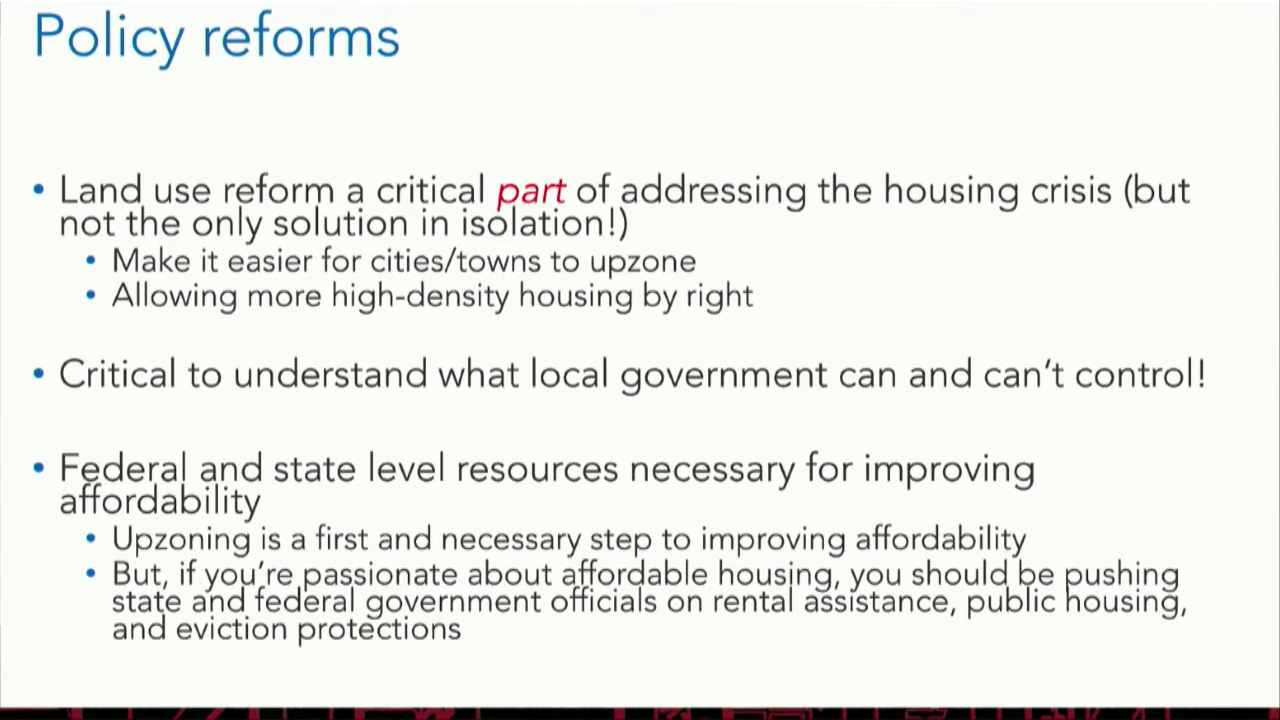 Policy reforms
• Land use reform a critical part of addressing the housing crisis (but
not the only solution in isolation!)
• Make it easier for cities/towns to upzone
• Allowing more high-density housing by right
• Critical to understand what local government can and can't control!
• Federal and state level resources necessary for improving
affordability
• Upzoning is a first and necessary step to improving affordability
• But, if you're passionate about affordable housing, you should be pushing
state and federal government officials on rental assistance, public housing,
and eviction protections